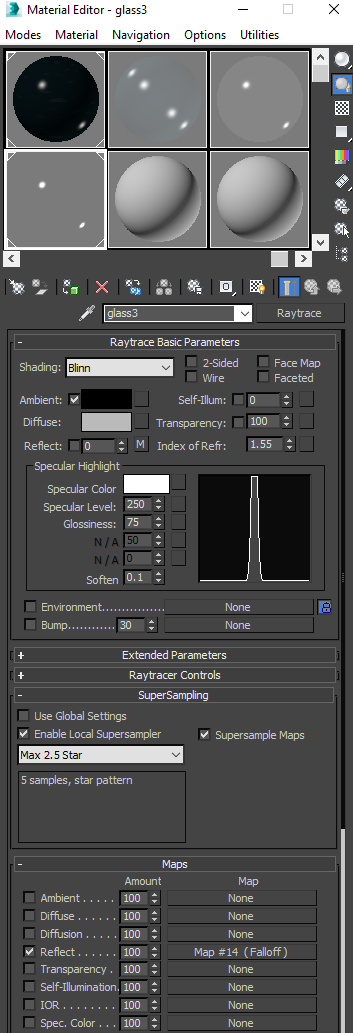 Material Editor - glass3
Modes Material Navigation Options Utilities
glass3 Raytrace
- Raytrace Basic Parameters
Shading: Blinn 2-Sided Face Map
Wire Faceted
Ambient: Self-Illum: 0
Diffuse: Transparency: 100
Reflect: 0 M Index of Refr: 1.55
Specular Highlight
Specular Color
Specular Level: 250
Glossiness: 75
N / A 50
N / A 0
Soften 0.1
Environment................ None
Bump............ 30 None
+ Extended Parameters
+ Raytracer Controls
- SuperSampling
Use Global Settings
Enable Local Supersampler Supersample Maps
Max 2.5 Star
5 samples, star pattern
- Maps
Amount Map
Ambient . . . . . 100 None
Diffuse . . . . . . 100 None
Diffusion . . . . . 100 None
Reflect . . . . . . 100 Map #14 ( Falloff )
Transparency . 100 None
Self-Illumination. 100 None
IOR . . . . . . . . 100 None
Spec. Color . . 100 None